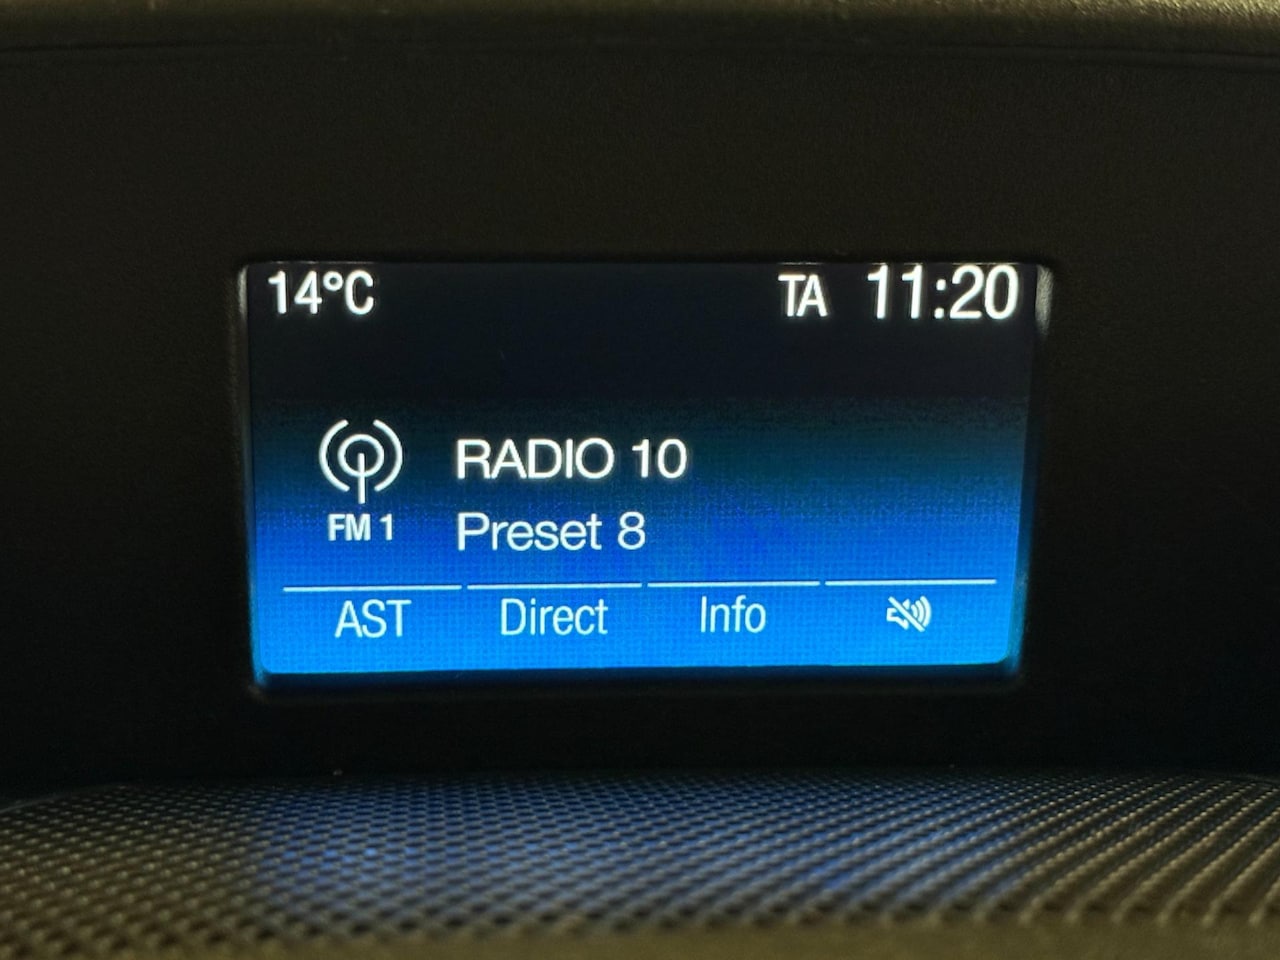 14°C TA 11:20
RADIO 10
FM 1 Preset 8
AST Direct Info